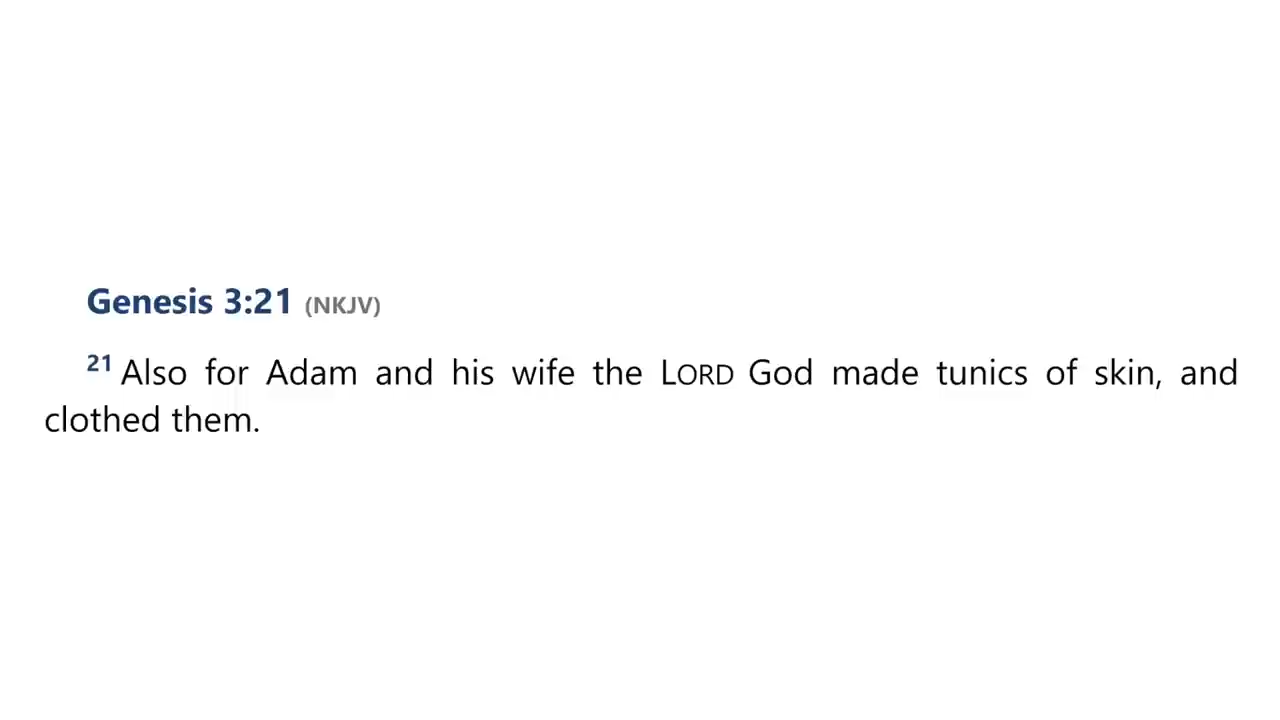 Genesis 3:21 (NKJV)
21 Also for Adam and his wife the LORD God made tunics of skin, and
clothed them.